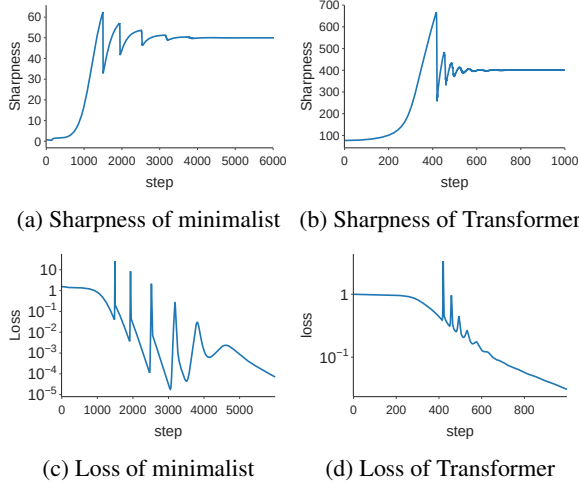 60
50
40
30
20
10
0
Sharpness
0 1000 2000 3000 4000 5000 6000
step
700
600
500
400
300
200
100
Sharpness
0 200 400 600 800 1000
step
(a) Sharpness of minimalist
(b) Sharpness of Transformer
10
1
10⁻¹
10⁻²
10⁻³
10⁻⁴
10⁻⁵
Loss
0 1000 2000 3000 4000 5000
step
1
10⁻¹
loss
0 200 400 600 800
step
(c) Loss of minimalist
(d) Loss of Transformer